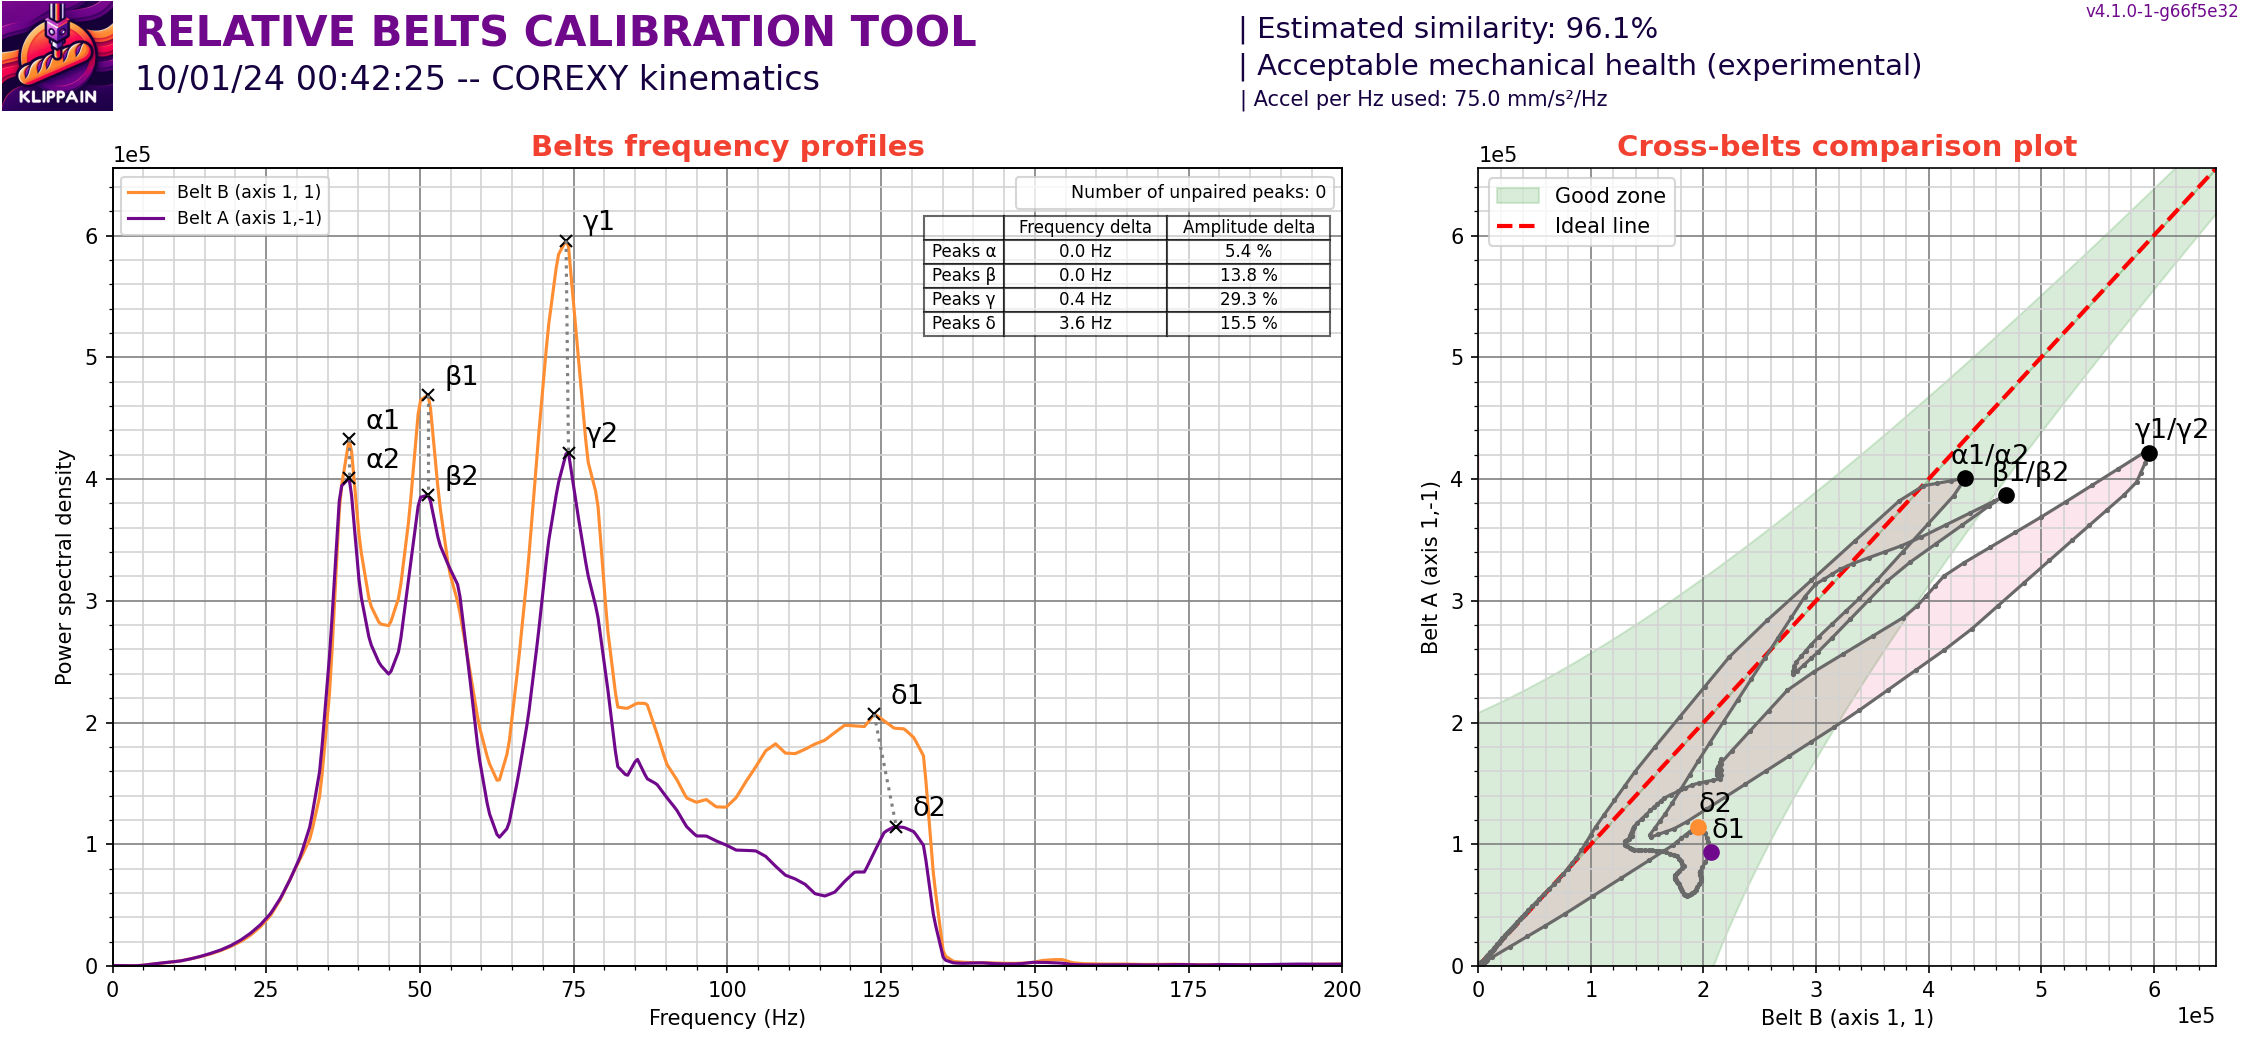 KLIPPAIN
RELATIVE BELTS CALIBRATION TOOL
10/01/24 00:42:25 -- COREXY kinematics
| Estimated similarity: 96.1%
| Acceptable mechanical health (experimental)
| Accel per Hz used: 75.0 mm/s²/Hz
v4.1.0-1-g66f5e32
Belts frequency profiles
1e5
Belt B (axis 1, 1)
Belt A (axis 1,-1)
Number of unpaired peaks: 0
Frequency delta Amplitude delta
Peaks α 0.0 Hz 5.4 %
Peaks β 0.0 Hz 13.8 %
Peaks γ 0.4 Hz 29.3 %
Peaks δ 3.6 Hz 15.5 %
α1
α2
β1
β2
γ1
γ2
δ1
δ2
Power spectral density
6
5
4
3
2
1
0
0 25 50 75 100 125 150 175 200
Frequency (Hz)
Cross-belts comparison plot
1e5
Good zone
Ideal line
γ1/γ2
α1/α2
β1/β2
δ2
δ1
Belt A (axis 1,-1)
6
5
4
3
2
1
0
0 1 2 3 4 5 6
Belt B (axis 1, 1)
1e5